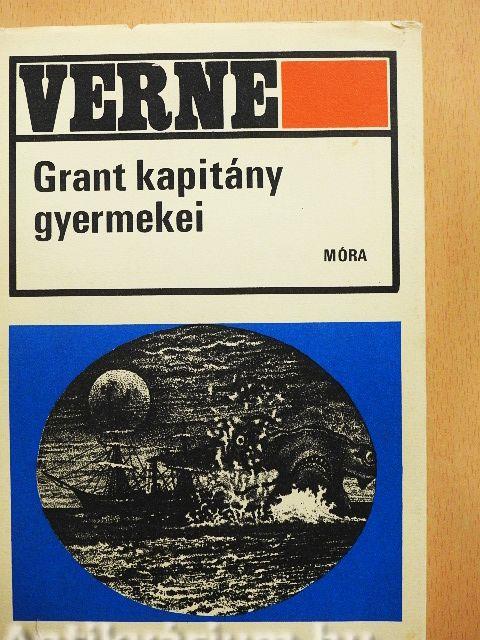 VERNE
Grant kapitány
gyermekei
MÓRA